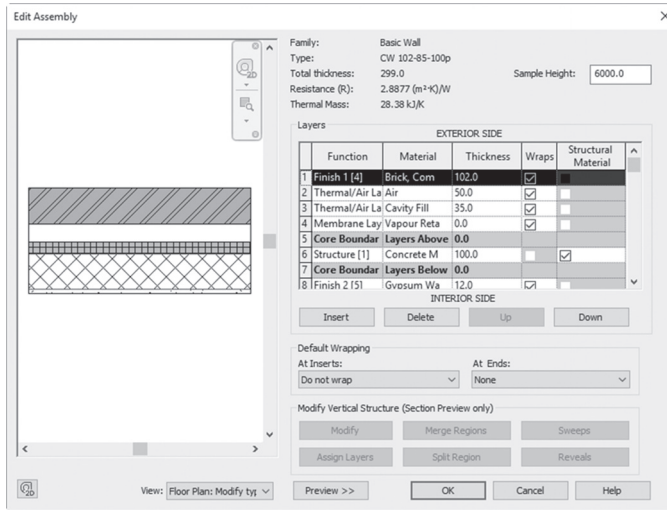 Edit Assembly
Family: Basic Wall
Type: CW 102-85-100p
Total thickness: 299.0 Sample Height: 6000.0
Resistance (R): 2.8877 (m²·K)/W
Thermal Mass: 28.38 kJ/K
Layers
EXTERIOR SIDE
Function Material Thickness Wraps Structural Material
1 Finish 1 [4] Brick, Com 102.0
2 Thermal/Air La Air 50.0
3 Thermal/Air La Cavity Fill 35.0
4 Membrane Lay Vapour Reta 0.0
5 Core Boundar Layers Above 0.0
6 Structure [1] Concrete M 100.0
7 Core Boundar Layers Below 0.0
8 Finish 2 [5] Gypsum Wa 12.0
INTERIOR SIDE
Insert Delete Up Down
Default Wrapping
At Inserts: At Ends:
Do not wrap None
Modify Vertical Structure (Section Preview only)
Modify Merge Regions Sweeps
Assign Layers Split Region Reveals
2D
2D View: Floor Plan: Modify typ Preview >> OK Cancel Help